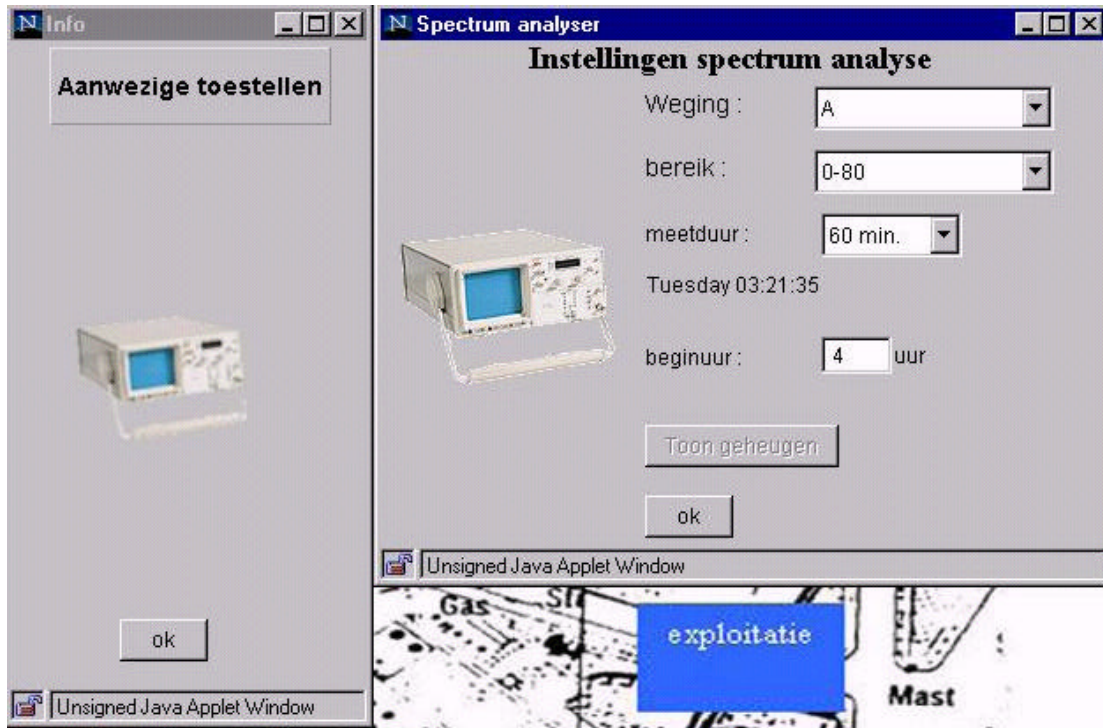 N Info
Aanwezige toestellen
ok
Unsigned Java Applet Window
N Spectrum analyser
Instellingen spectrum analyse
Weging : A
bereik : 0-80
meetduur : 60 min.
Tuesday 03:21:35
beginuur : 4 uur
Toon geheugen
ok
Unsigned Java Applet Window
Gas
exploitatie
Mast